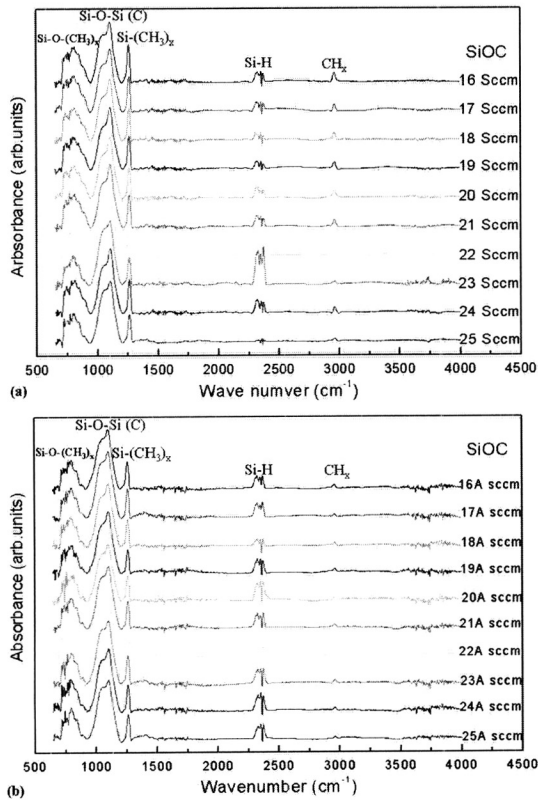 Si-O-Si (C)
Si-O-(CH3)x
Si-(CH3)x
Si-H
CHx
SiOC
16 Sccm
17 Sccm
18 Sccm
19 Sccm
20 Sccm
21 Sccm
22 Sccm
23 Sccm
24 Sccm
25 Sccm
Arbsorbance (arb.units)
500 1000 1500 2000 2500 3000 3500 4000 4500
Wave numver (cm-1)
(a)
Si-O-Si (C)
Si-O-(CH3)x
Si-(CH3)x
Si-H
CHx
SiOC
16A sccm
17A sccm
18A sccm
19A sccm
20A sccm
21A sccm
22A sccm
23A sccm
24A sccm
25A sccm
Absorbance (arb.units)
500 1000 1500 2000 2500 3000 3500 4000 4500
Wavenumber (cm-1)
(b)